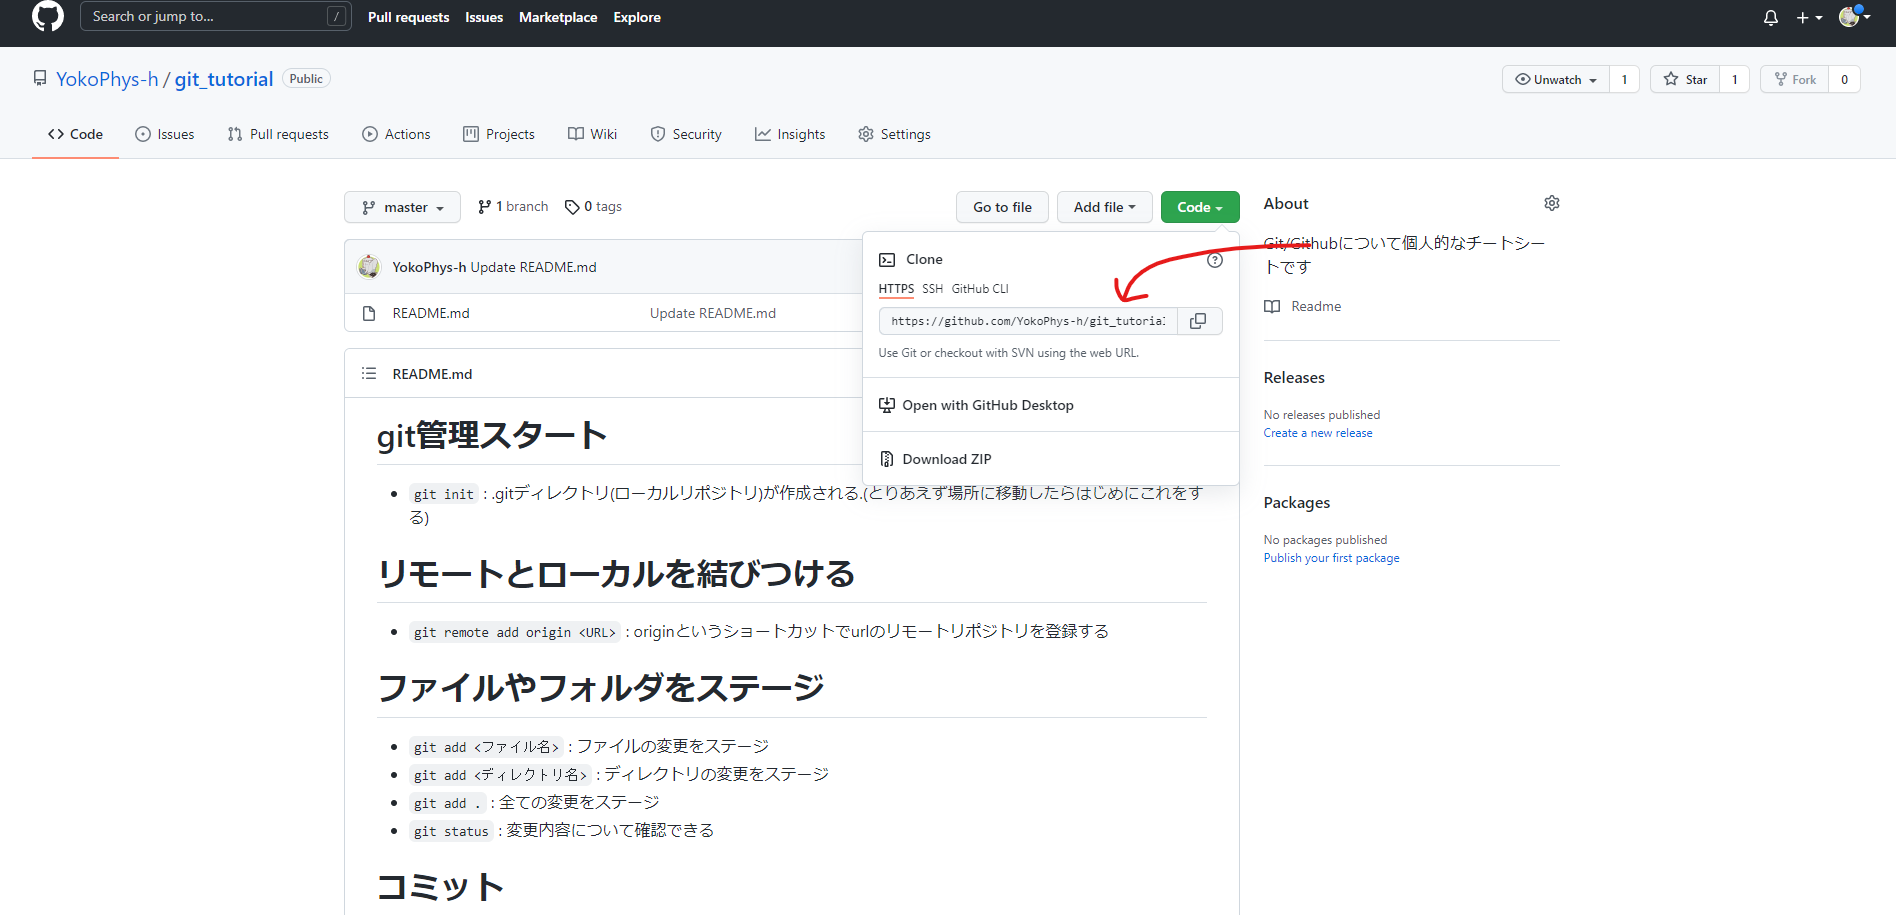 Search or jump to...
/
Pull requests
Issues
Marketplace
Explore
YokoPhys-h / git_tutorial
Public
Unwatch
1
Star
1
Fork
0
Code
Issues
Pull requests
Actions
Projects
Wiki
Security
Insights
Settings
master
1 branch
0 tags
Go to file
Add file
Code
YokoPhys-h Update README.md
README.md
Update README.md
Clone
HTTPS
SSH
GitHub CLI
https://github.com/YokoPhys-h/git_tutorial
Use Git or checkout with SVN using the web URL.
Open with GitHub Desktop
Download ZIP
About
Git/Githubについて個人的なチートシー
トです
Readme
Releases
No releases published
Create a new release
Packages
No packages published
Publish your first package
README.md
git管理スタート
git init : .gitディレクトリ(ローカルリポジトリ)が作成される.(とりあえず場所に移動したらはじめにこれをす
る)
リモートとローカルを結びつける
git remote add origin <URL> : originというショートカットでurlのリモートリポジトリを登録する
ファイルやフォルダをステージ
git add <ファイル名> : ファイルの変更をステージ
git add <ディレクトリ名> : ディレクトリの変更をステージ
git add . : 全ての変更をステージ
git status : 変更内容について確認できる
コミット